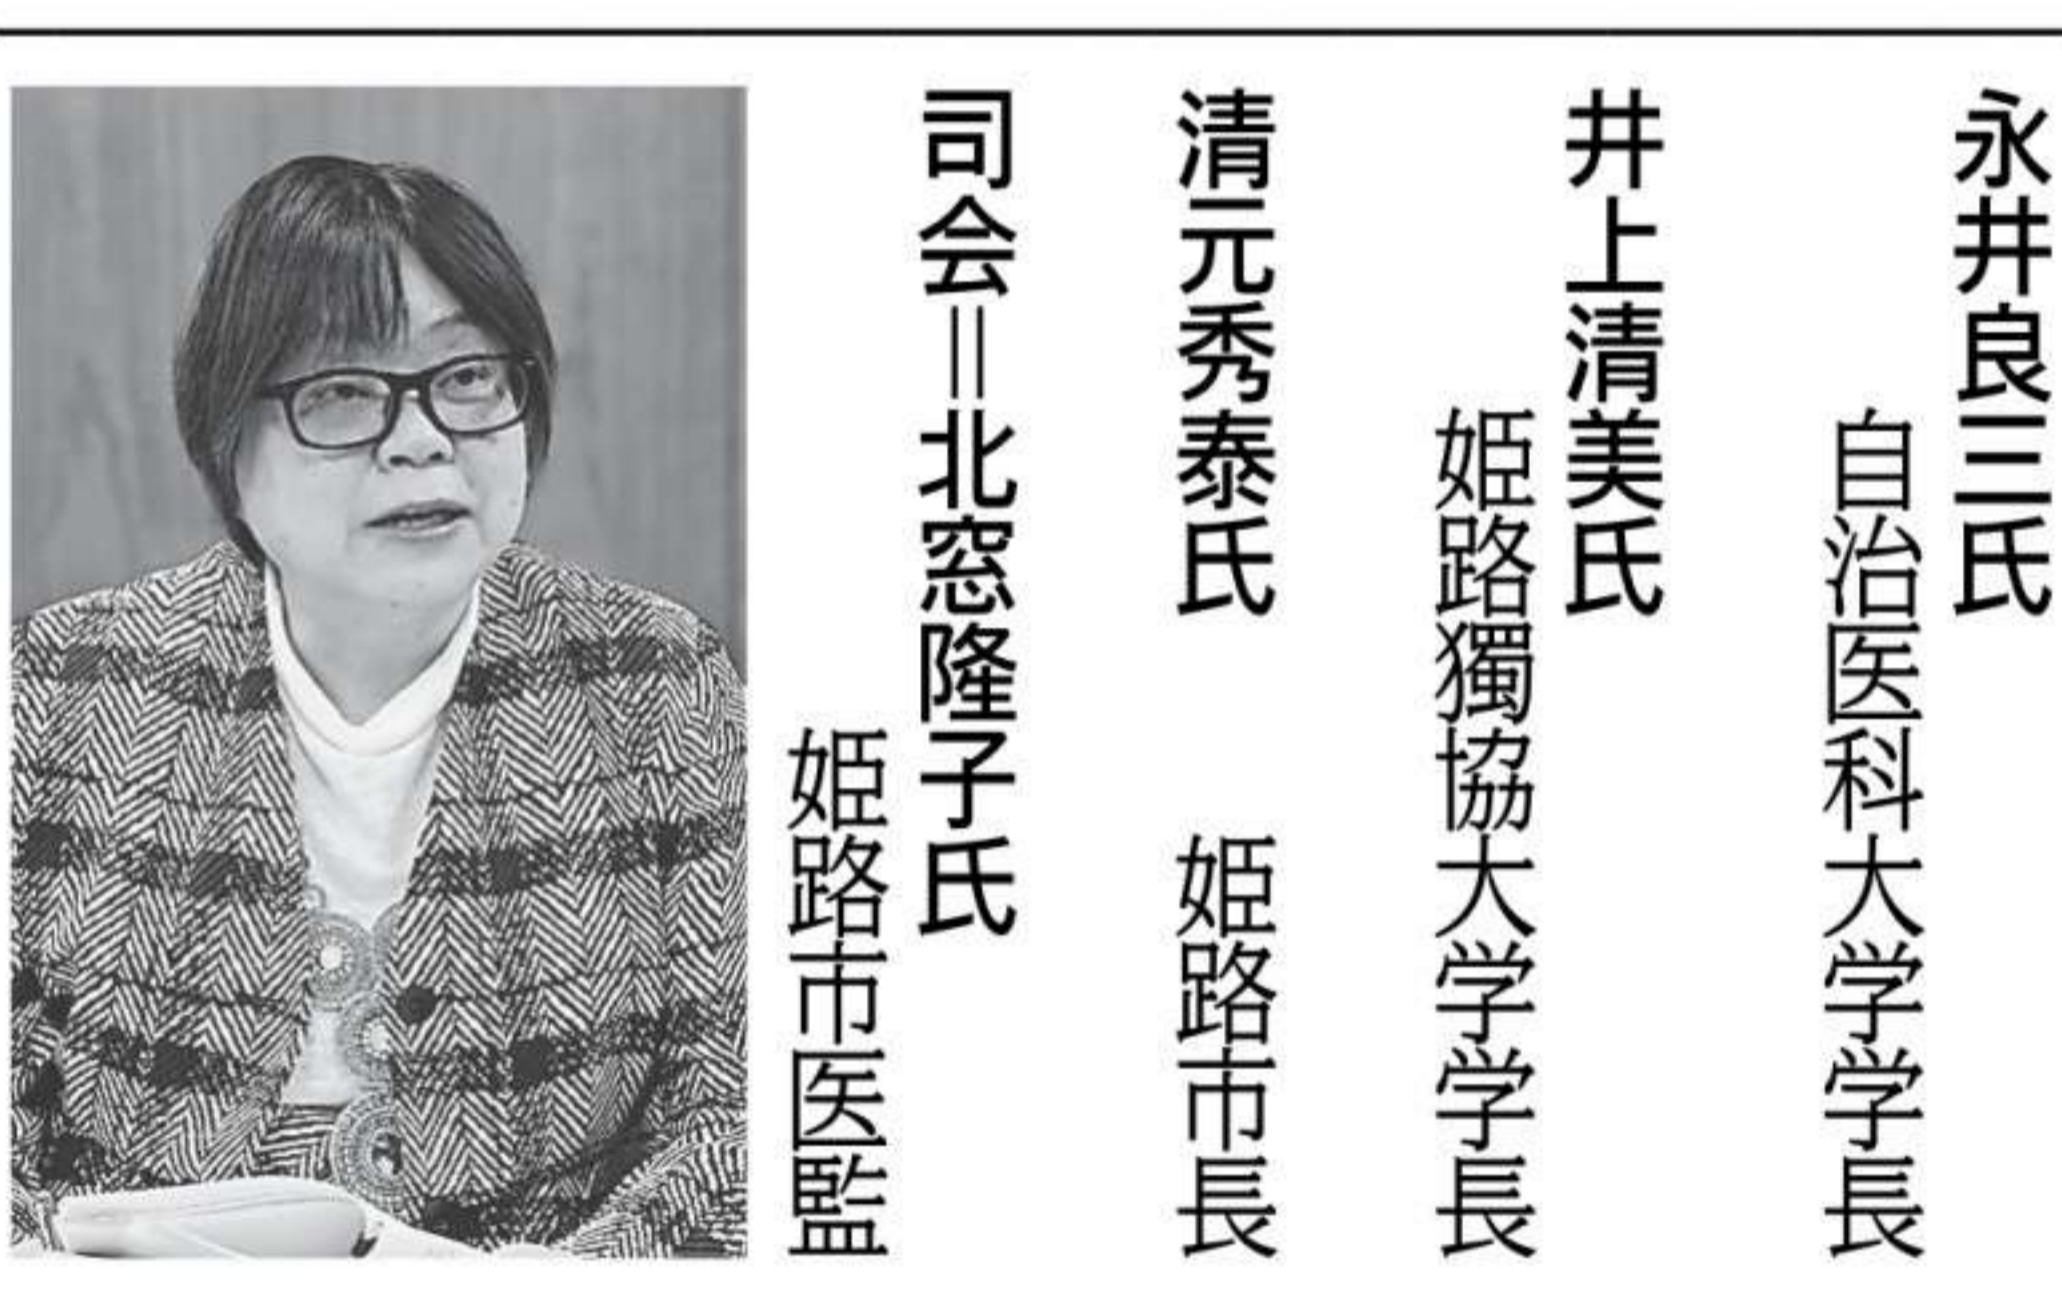 永井良三氏
自治医科大学学長
井上清美氏
姫路獨協大学学長
清元秀泰氏 姫路市長
司会＝北窓隆子氏
姫路市医監